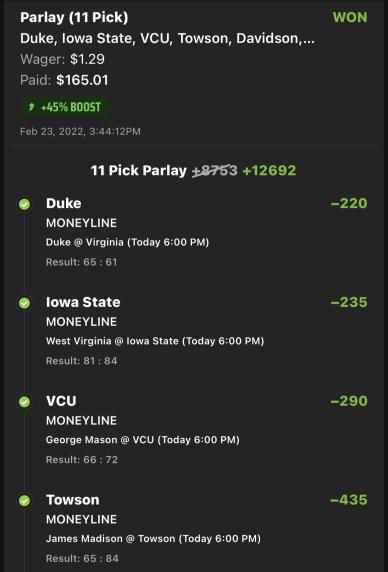 Parlay (11 Pick) WON
Duke, Iowa State, VCU, Towson, Davidson,...
Wager: $1.29
Paid: $165.01
+45% BOOST
Feb 23, 2022, 3:44:12PM
11 Pick Parlay +8753 +12692
Duke −220
MONEYLINE
Duke @ Virginia (Today 6:00 PM)
Result: 65 : 61
Iowa State −235
MONEYLINE
West Virginia @ Iowa State (Today 6:00 PM)
Result: 81 : 84
VCU −290
MONEYLINE
George Mason @ VCU (Today 6:00 PM)
Result: 66 : 72
Towson −435
MONEYLINE
James Madison @ Towson (Today 6:00 PM)
Result: 65 : 84